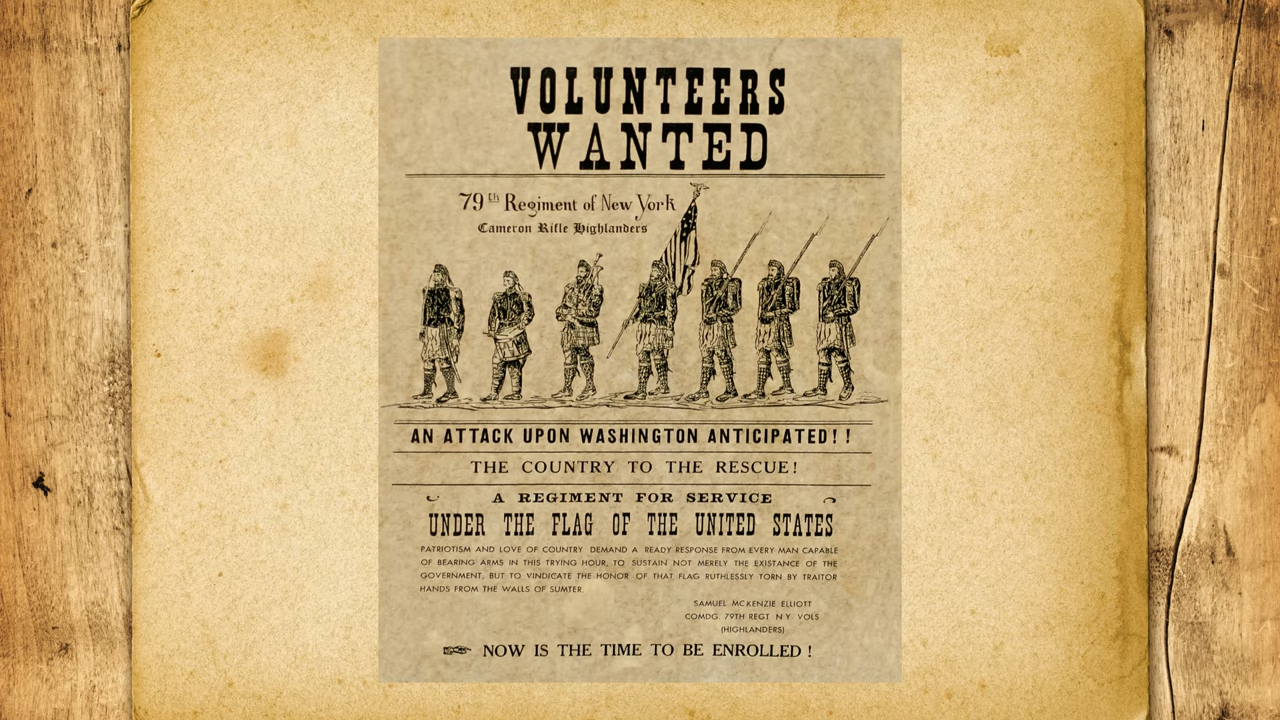 VOLUNTEERS
WANTED
79th Regiment of New York
Cameron Rifle Highlanders
AN ATTACK UPON WASHINGTON ANTICIPATED!!
THE COUNTRY TO THE RESCUE!
A REGIMENT FOR SERVICE
UNDER THE FLAG OF THE UNITED STATES
PATRIOTISM AND LOVE OF COUNTRY DEMAND A READY RESPONSE FROM EVERY MAN CAPABLE
OF BEARING ARMS IN THIS TRYING HOUR, TO SUSTAIN NOT MERELY THE EXISTANCE OF THE
GOVERNMENT, BUT TO VINDICATE THE HONOR OF THAT FLAG RUTHLESSLY TORN BY TRAITOR
HANDS FROM THE WALLS OF SUMTER.
SAMUEL MCKENZIE ELLIOTT
COMDG. 79TH REGT N Y VOLS
(HIGHLANDERS)
NOW IS THE TIME TO BE ENROLLED !